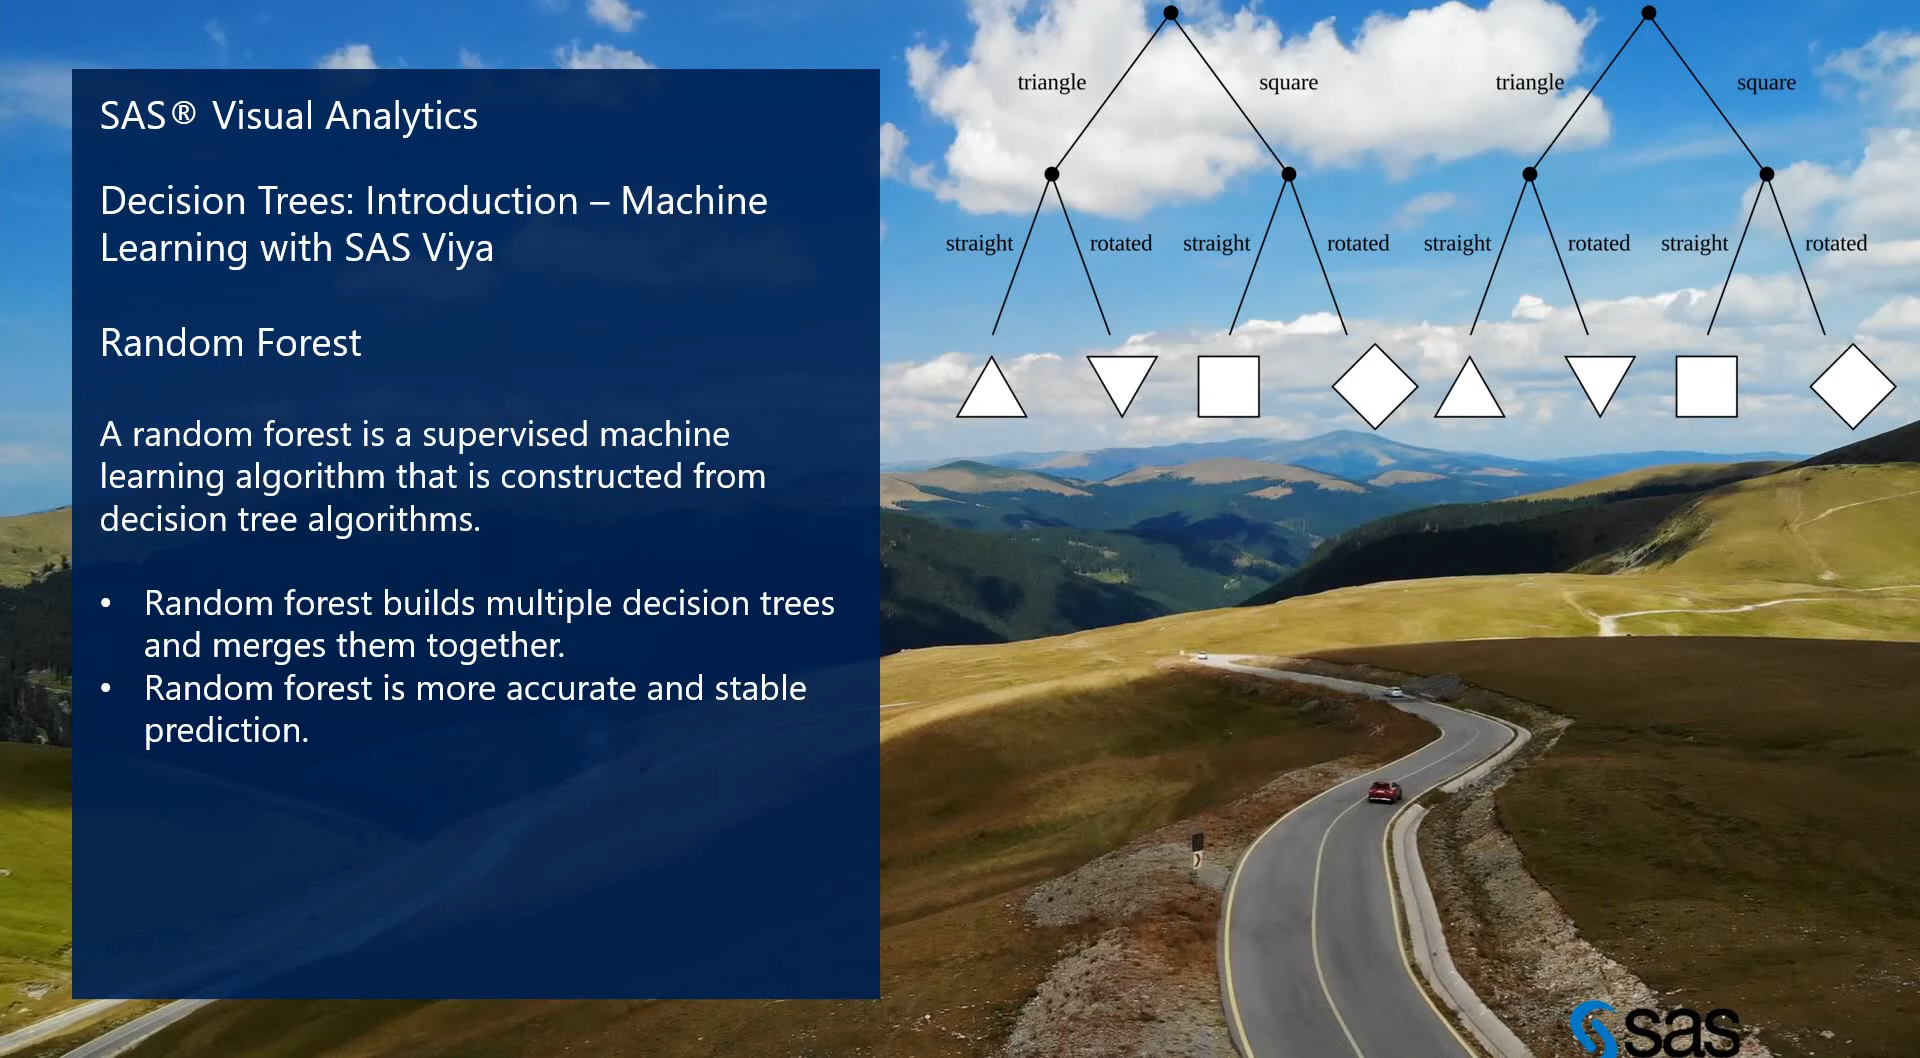 SAS® Visual Analytics
Decision Trees: Introduction – Machine
Learning with SAS Viya
Random Forest
A random forest is a supervised machine
learning algorithm that is constructed from
decision tree algorithms.
• Random forest builds multiple decision trees
and merges them together.
• Random forest is more accurate and stable
prediction.
triangle square triangle square
straight rotated straight rotated straight rotated straight rotated
sas